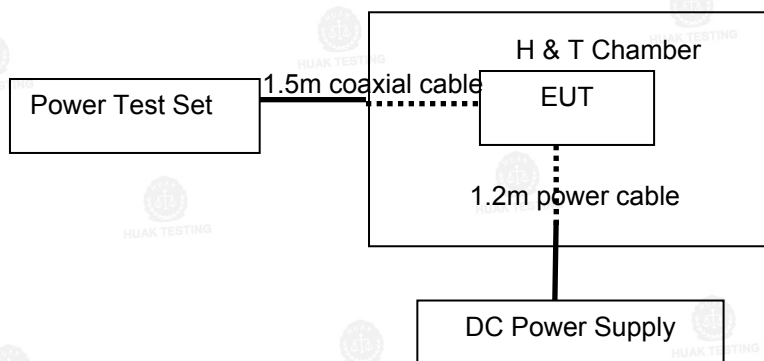 H & T Chamber
1.5m coaxial cable
Power Test Set
EUT
1.2m power cable
DC Power Supply
HUAK TESTING
HUAK TESTING
HUAK TESTING
HUAK TESTING
HUAK TESTING